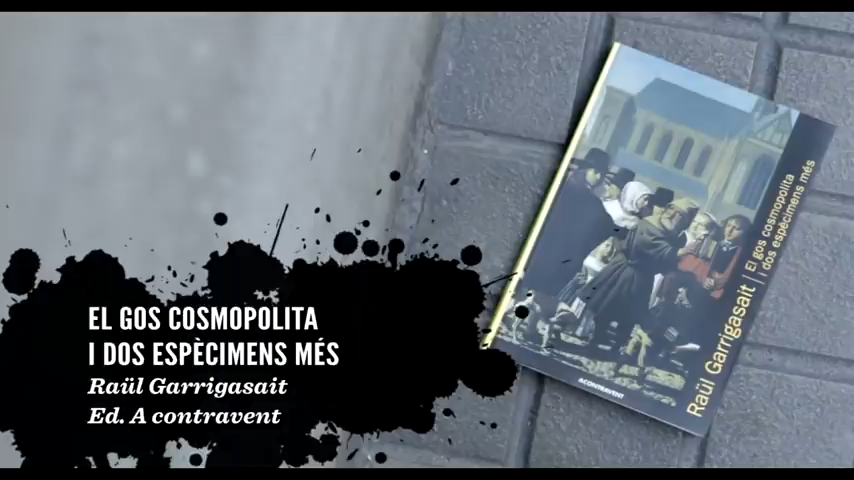 EL GOS COSMOPOLITA
I DOS ESPÈCIMENS MÉS
Raül Garrigasait
Ed. A contravent
Raül Garrigasait | El gos cosmopolita
i dos espècimens més
ACONTRAVENT